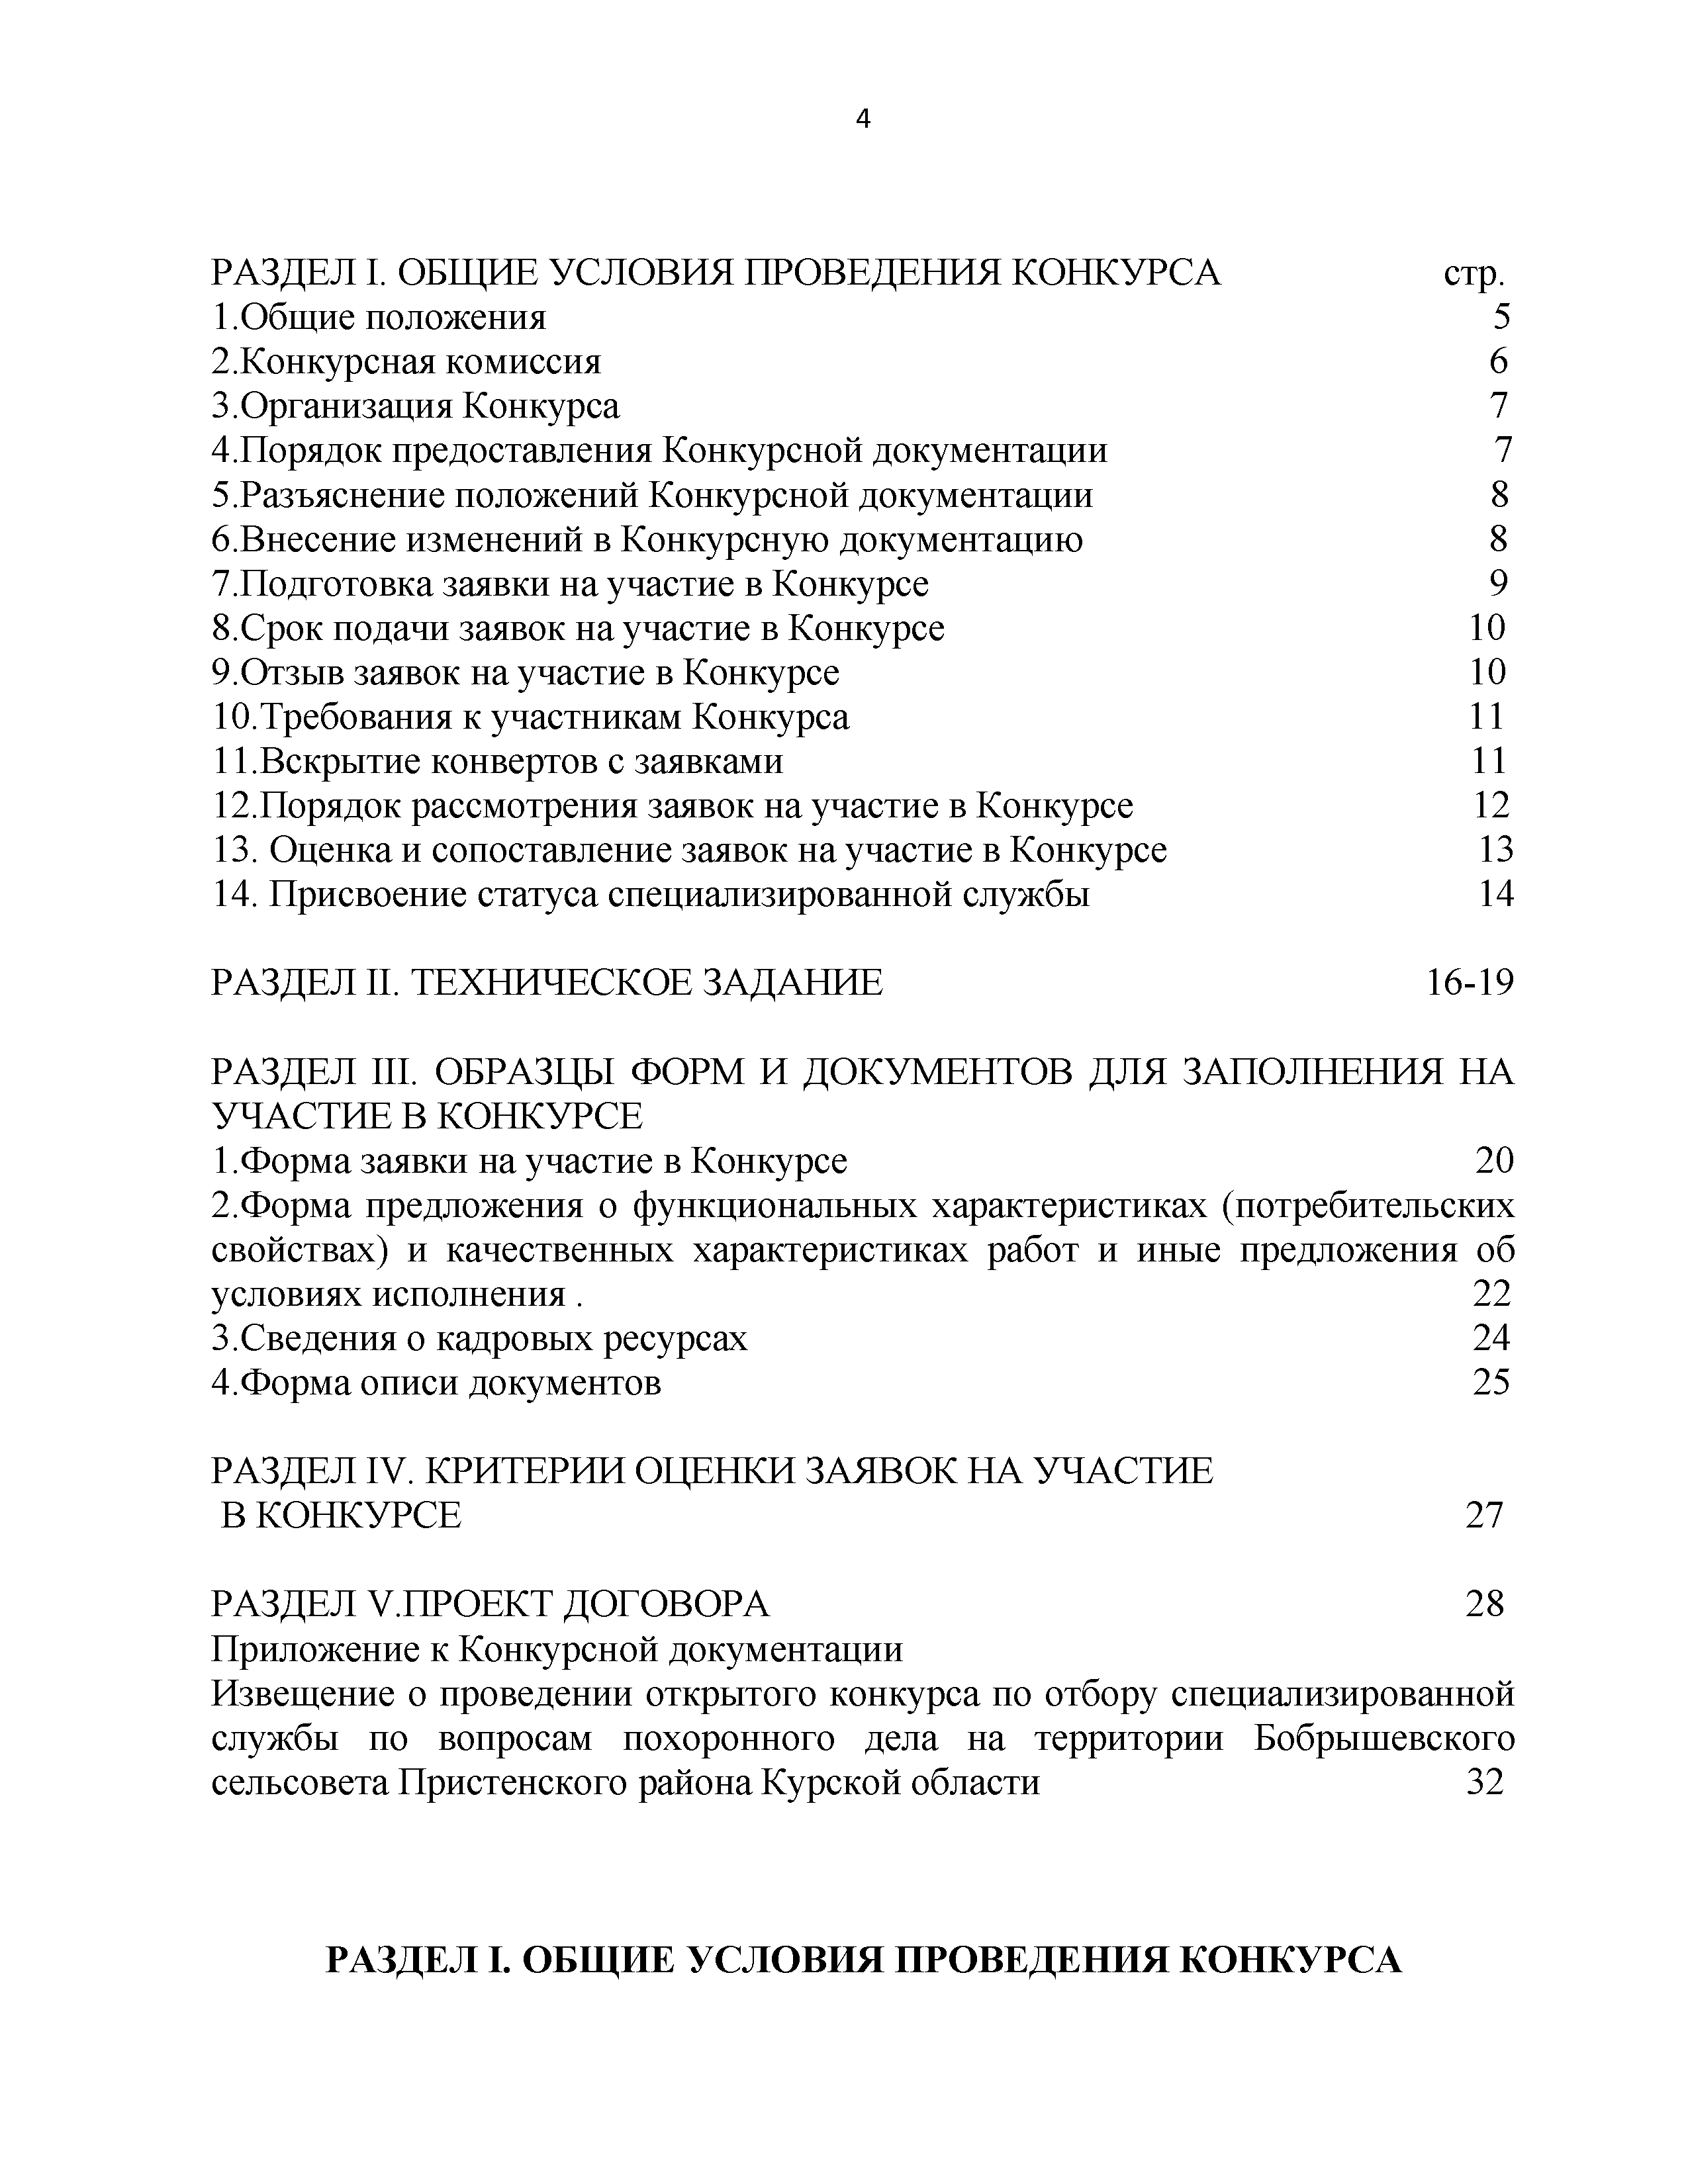 4
РАЗДЕЛ I. ОБЩИЕ УСЛОВИЯ ПРОВЕДЕНИЯ КОНКУРСА стр.
1.Общие положения 5
2.Конкурсная комиссия 6
3.Организация Конкурса 7
4.Порядок предоставления Конкурсной документации 7
5.Разъяснение положений Конкурсной документации 8
6.Внесение изменений в Конкурсную документацию 8
7.Подготовка заявки на участие в Конкурсе 9
8.Срок подачи заявок на участие в Конкурсе 10
9.Отзыв заявок на участие в Конкурсе 10
10.Требования к участникам Конкурса 11
11.Вскрытие конвертов с заявками 11
12.Порядок рассмотрения заявок на участие в Конкурсе 12
13. Оценка и сопоставление заявок на участие в Конкурсе 13
14. Присвоение статуса специализированной службы 14
РАЗДЕЛ II. ТЕХНИЧЕСКОЕ ЗАДАНИЕ 16-19
РАЗДЕЛ III. ОБРАЗЦЫ ФОРМ И ДОКУМЕНТОВ ДЛЯ ЗАПОЛНЕНИЯ НА
УЧАСТИЕ В КОНКУРСЕ
1.Форма заявки на участие в Конкурсе 20
2.Форма предложения о функциональных характеристиках (потребительских
свойствах) и качественных характеристиках работ и иные предложения об
условиях исполнения . 22
3.Сведения о кадровых ресурсах 24
4.Форма описи документов 25
РАЗДЕЛ IV. КРИТЕРИИ ОЦЕНКИ ЗАЯВОК НА УЧАСТИЕ
В КОНКУРСЕ 27
РАЗДЕЛ V.ПРОЕКТ ДОГОВОРА 28
Приложение к Конкурсной документации
Извещение о проведении открытого конкурса по отбору специализированной
службы по вопросам похоронного дела на территории Бобрышевского
сельсовета Пристенского района Курской области 32
РАЗДЕЛ I. ОБЩИЕ УСЛОВИЯ ПРОВЕДЕНИЯ КОНКУРСА